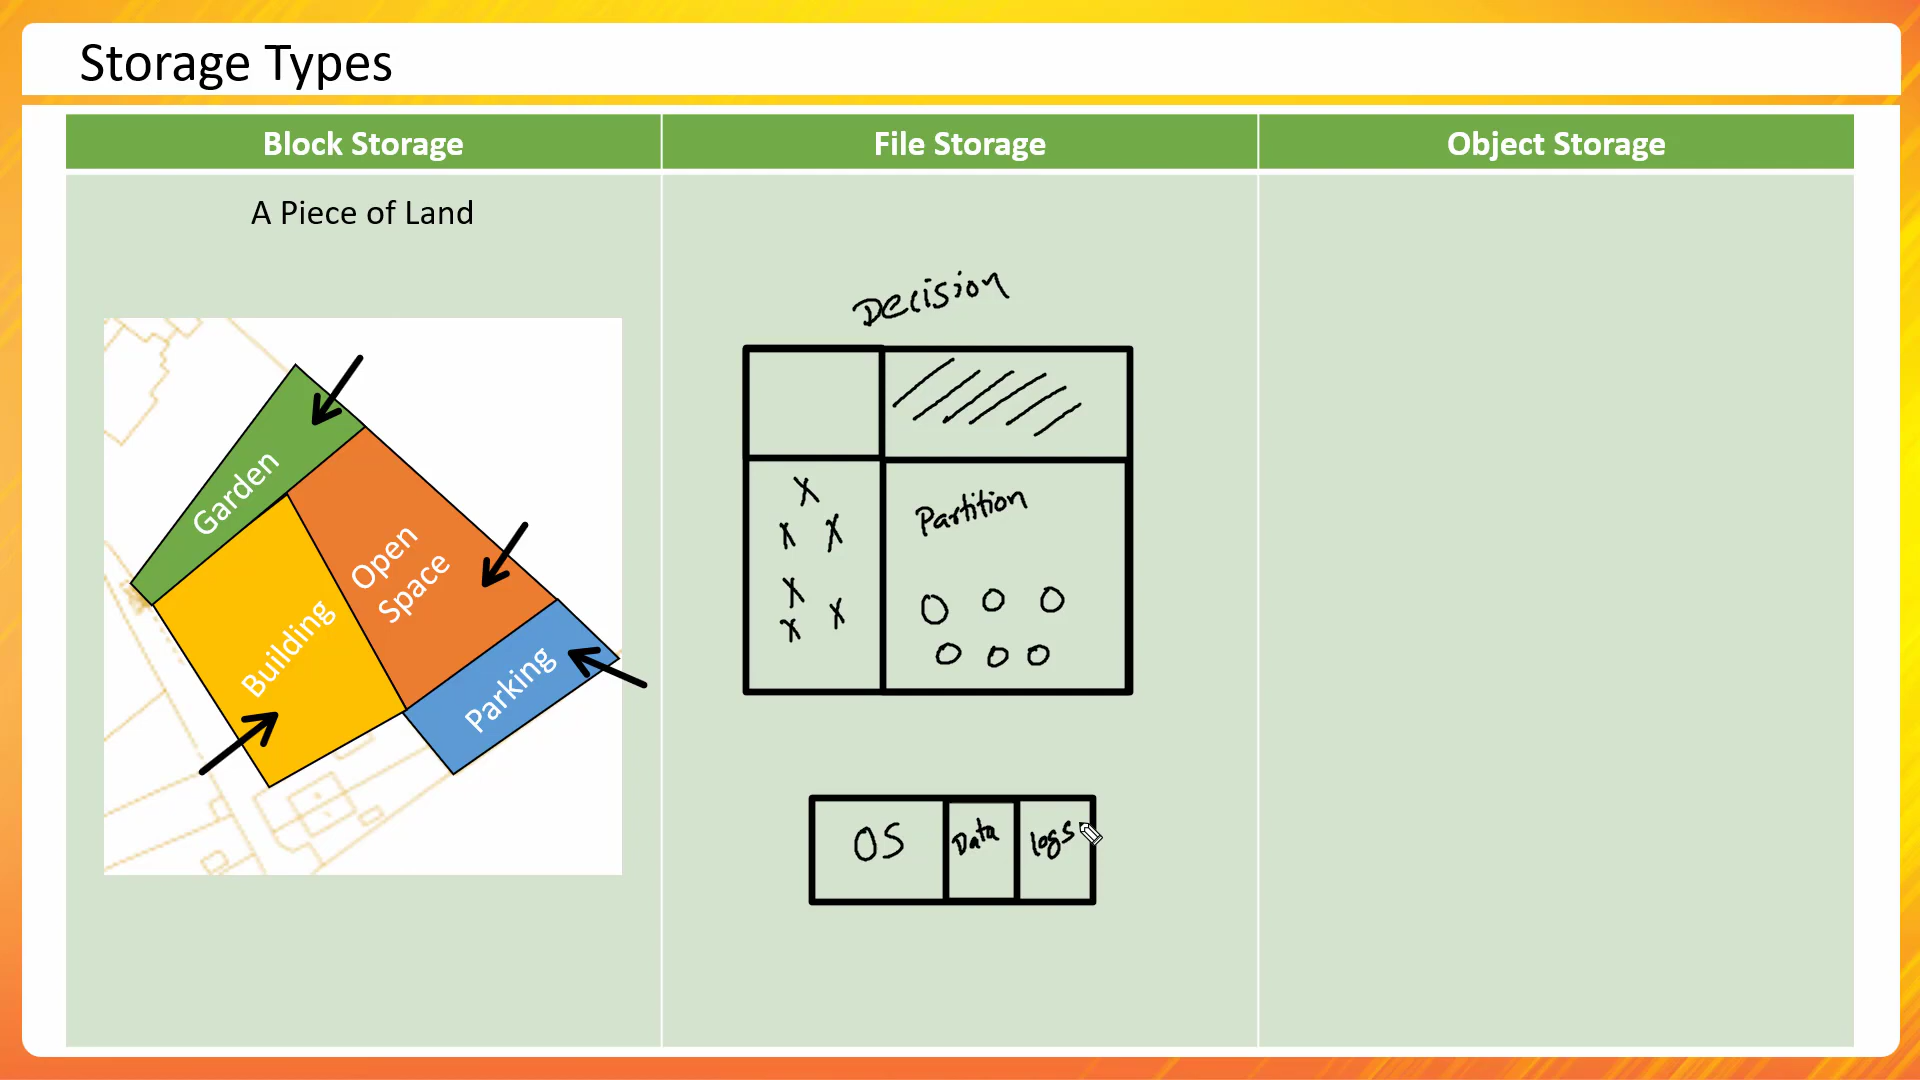 Storage Types
Block Storage
File Storage
Object Storage
A Piece of Land
Garden
Open
Space
Building
Parking
Decision
X
X X
X
X X
Partition
O O O
O O O
OS
Data
logs